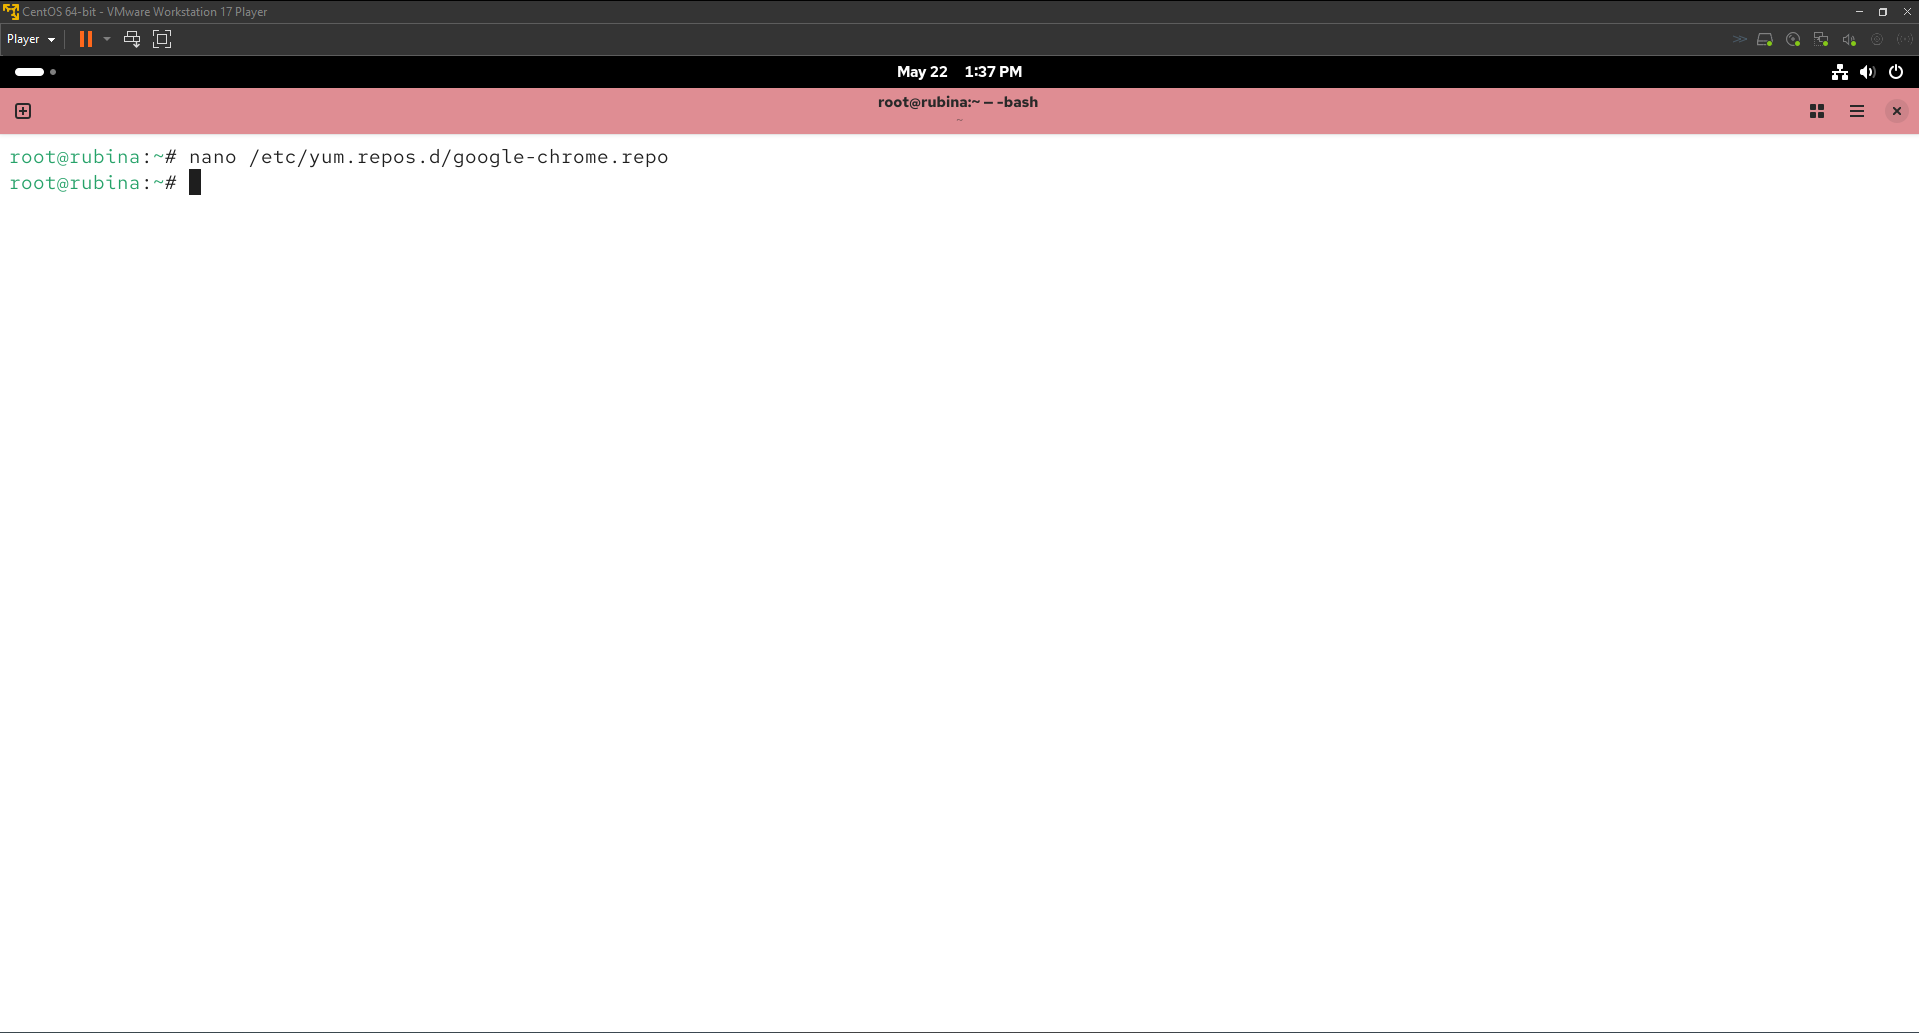 CentOS 64-bit - VMware Workstation 17 Player
Player
May 22 1:37 PM
root@rubina:~ — -bash
~
root@rubina:~# nano /etc/yum.repos.d/google-chrome.repo
root@rubina:~#